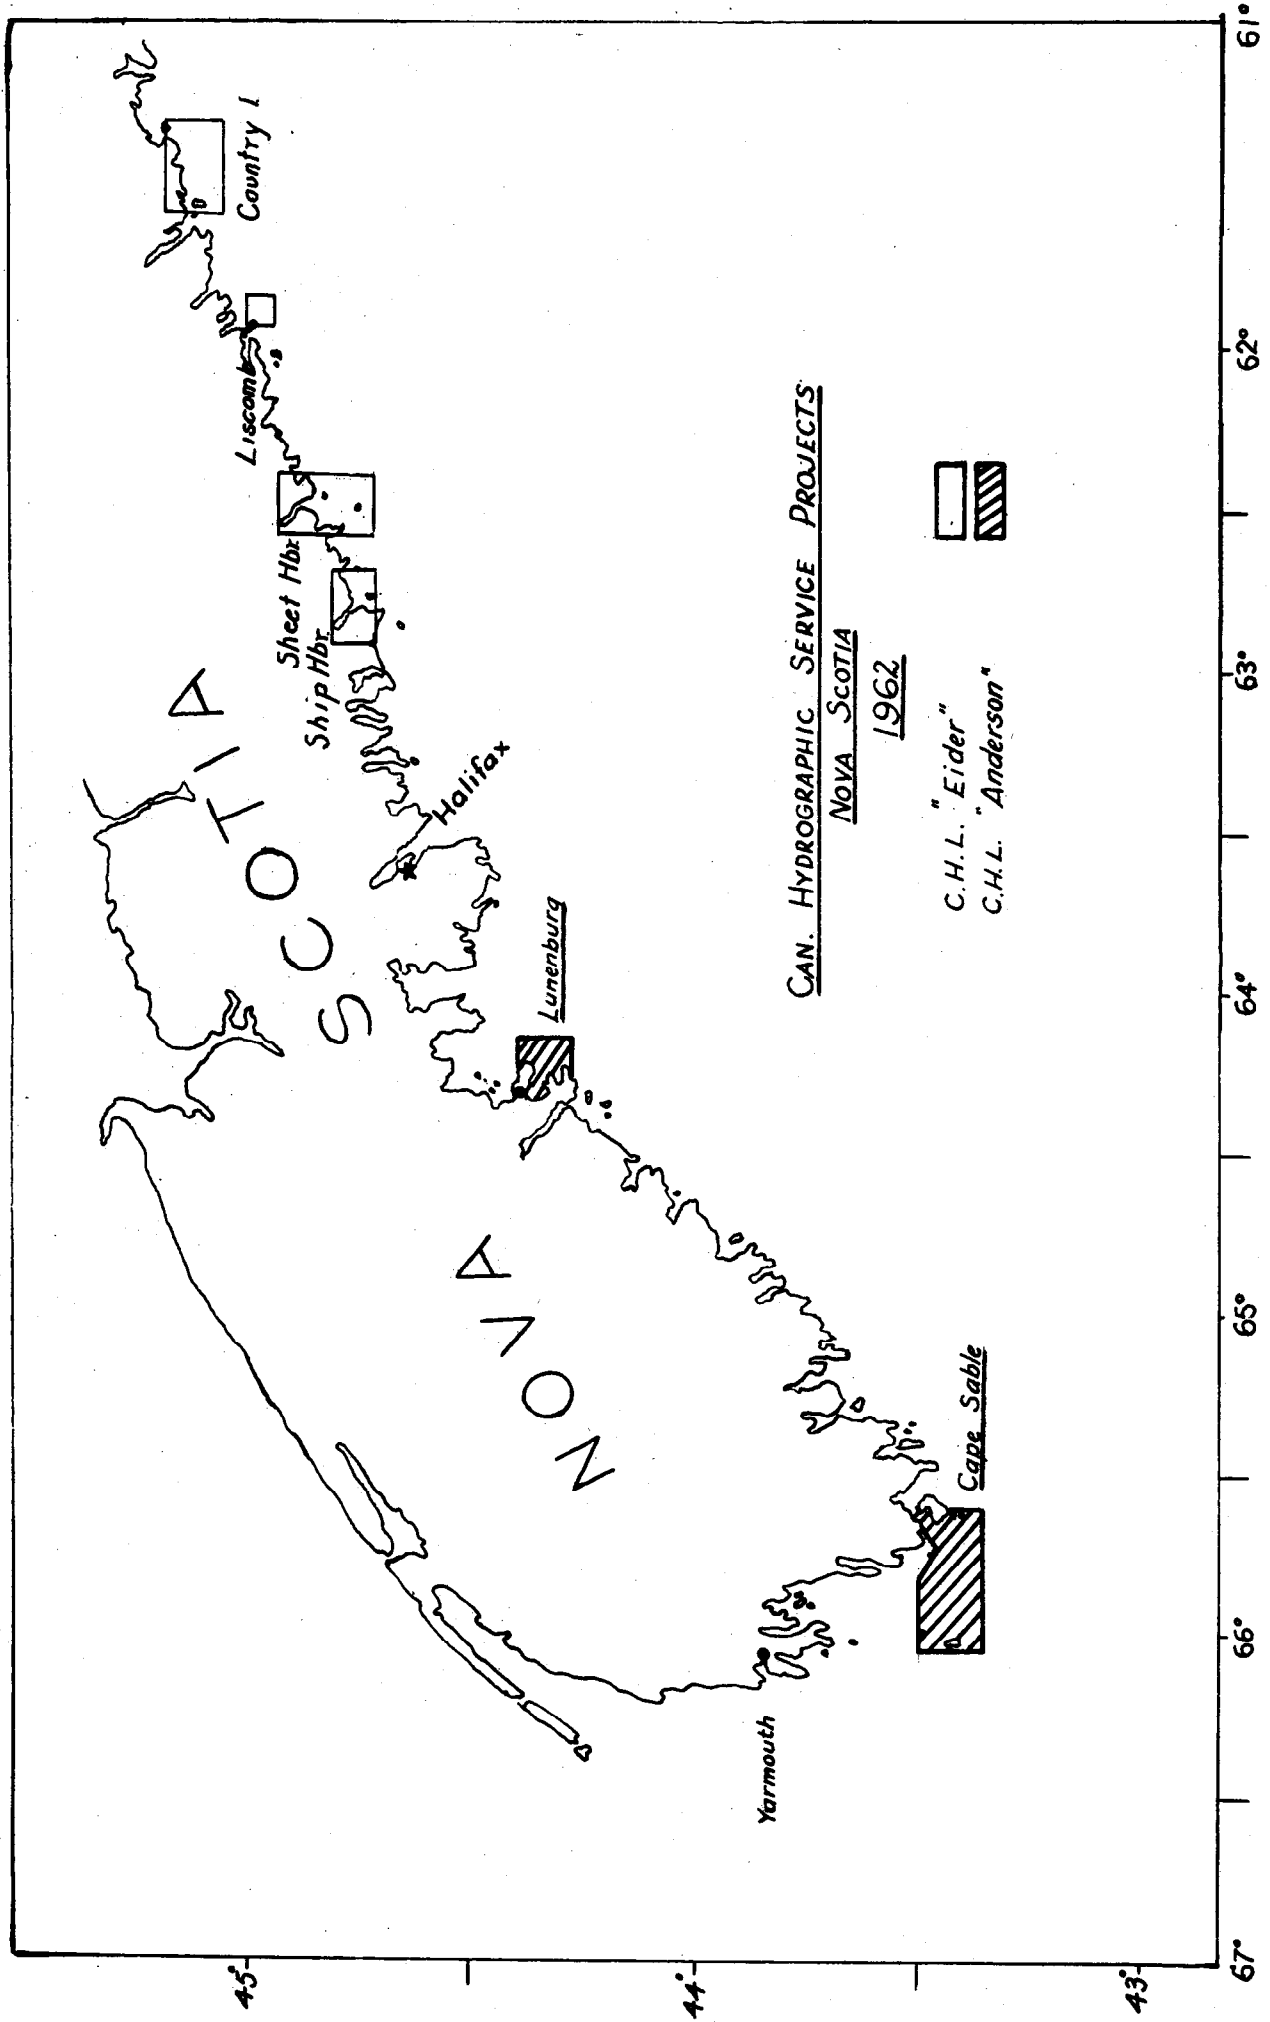 NOVA SCOTIA
Country I.
Liscomb
Sheet Hbr.
Ship Hbr.
Halifax
Lunenburg
Cape Sable
Yarmouth
CAN. HYDROGRAPHIC SERVICE PROJECTS
NOVA SCOTIA
1962
C.H.L. "Eider"
C.H.L. "Anderson"
45°
44°
43°
67°
66°
65°
64°
63°
62°
61°